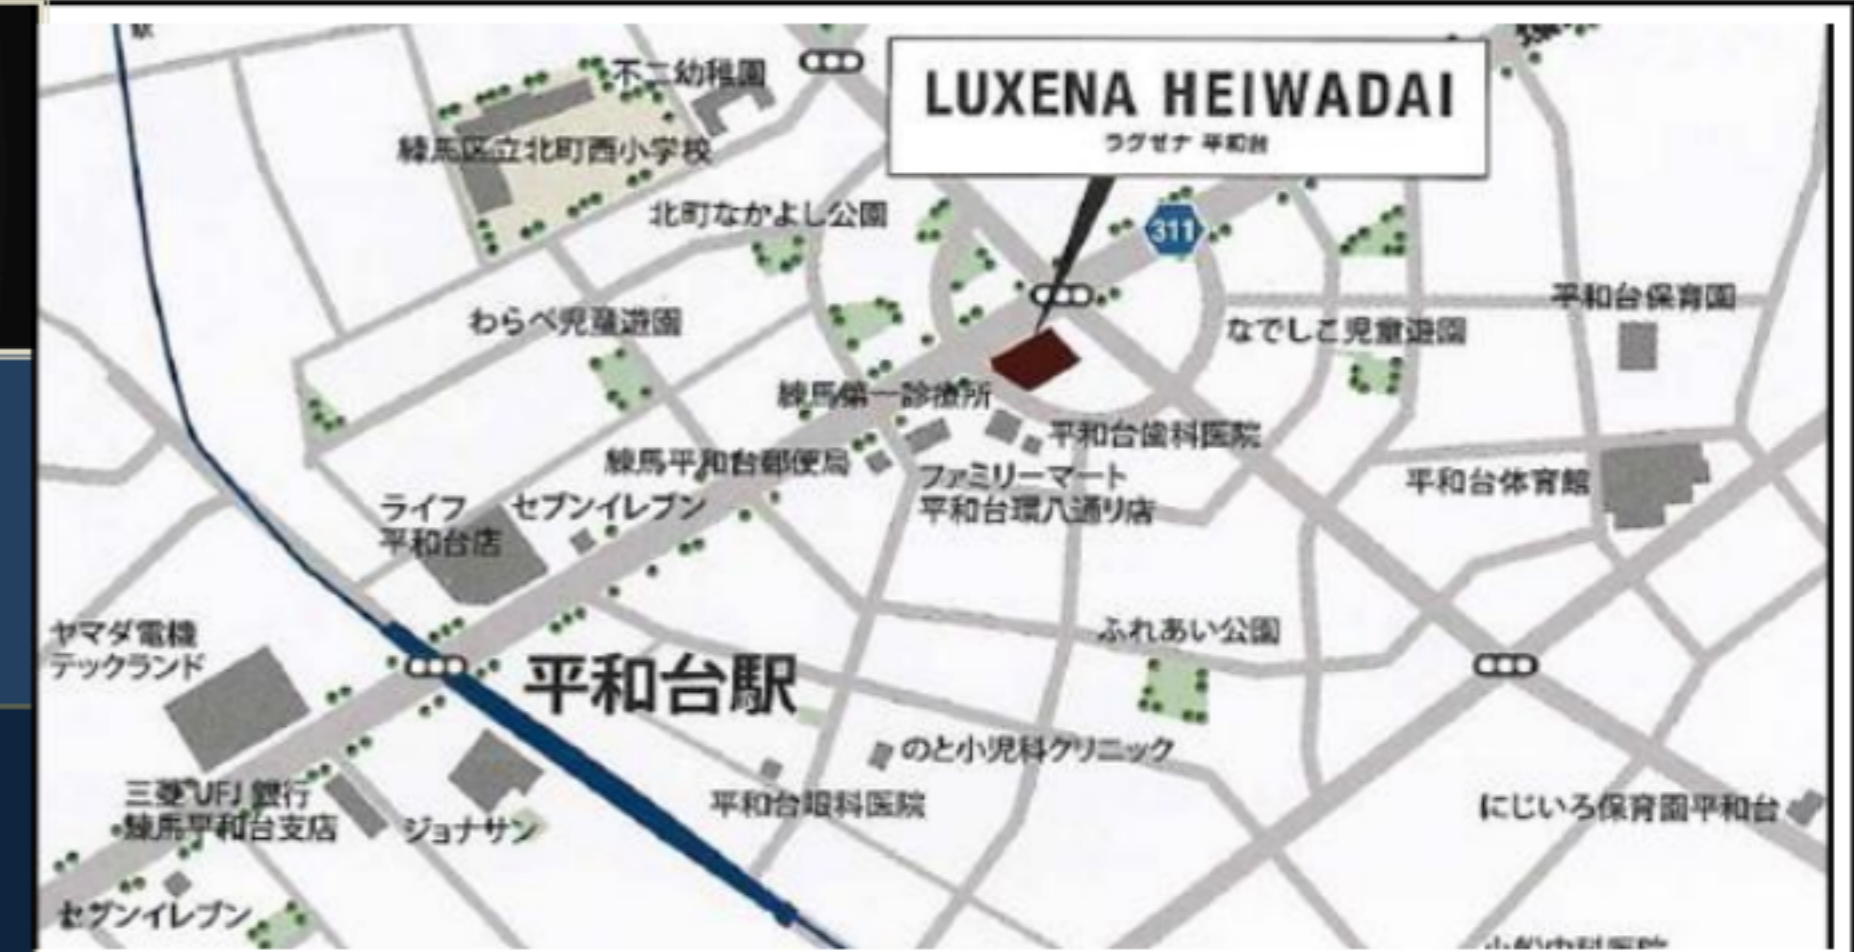 駅
不二幼稚園
LUXENA HEIWADAI
ラグゼナ 平和台
練馬区立北町西小学校
北町なかよし公園
311
わらべ児童遊園
平和台保育園
なでしこ児童遊園
練馬第一診療所
平和台歯科医院
練馬平和台郵便局
ファミリーマート
平和台環八通り店
平和台体育館
ライフ
平和台店
セブンイレブン
ヤマダ電機
テックランド
平和台駅
ふれあい公園
のと小児科クリニック
三菱UFJ銀行
練馬平和台支店
ジョナサン
平和台眼科医院
にじいろ保育園平和台
セブンイレブン